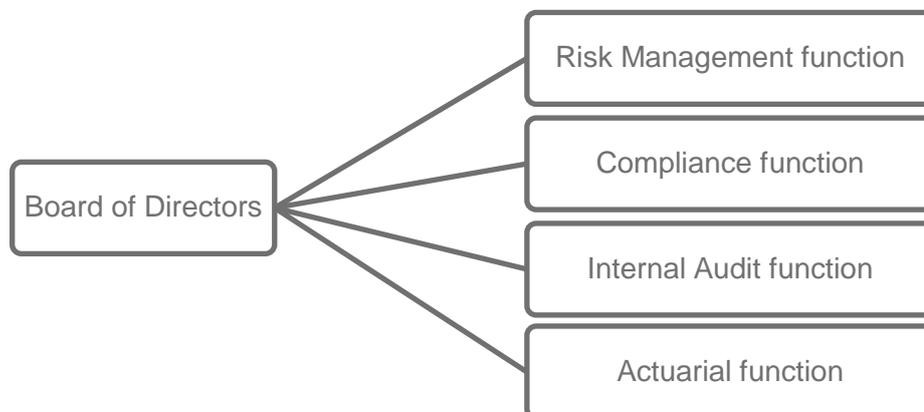 Board of Directors
Risk Management function
Compliance function
Internal Audit function
Actuarial function